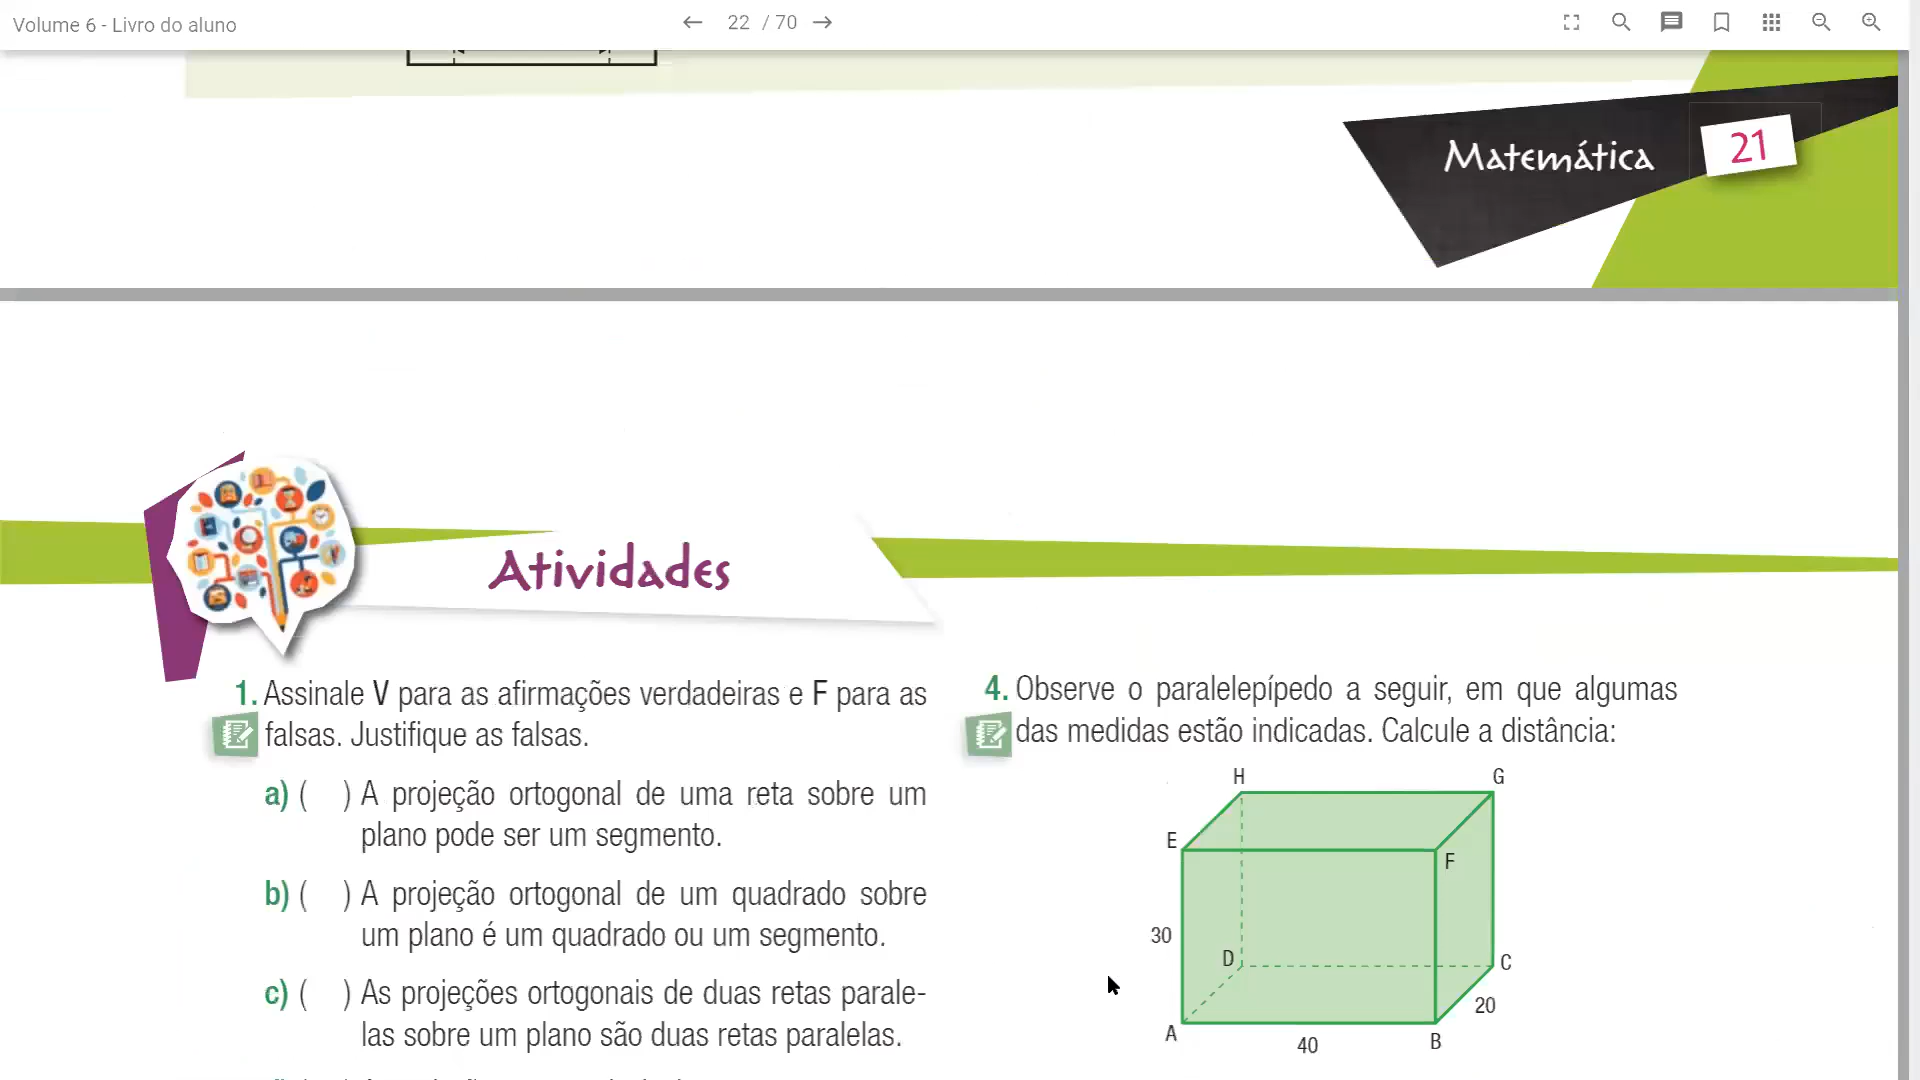 Volume 6 - Livro do aluno
22 / 70
Matemática 21
Atividades
1. Assinale V para as afirmações verdadeiras e F para as
falsas. Justifique as falsas.
a) ( ) A projeção ortogonal de uma reta sobre um
plano pode ser um segmento.
b) ( ) A projeção ortogonal de um quadrado sobre
um plano é um quadrado ou um segmento.
c) ( ) As projeções ortogonais de duas retas parale-
las sobre um plano são duas retas paralelas.
4. Observe o paralelepípedo a seguir, em que algumas
das medidas estão indicadas. Calcule a distância:
H G
E
F
30
D C
20
A B
40